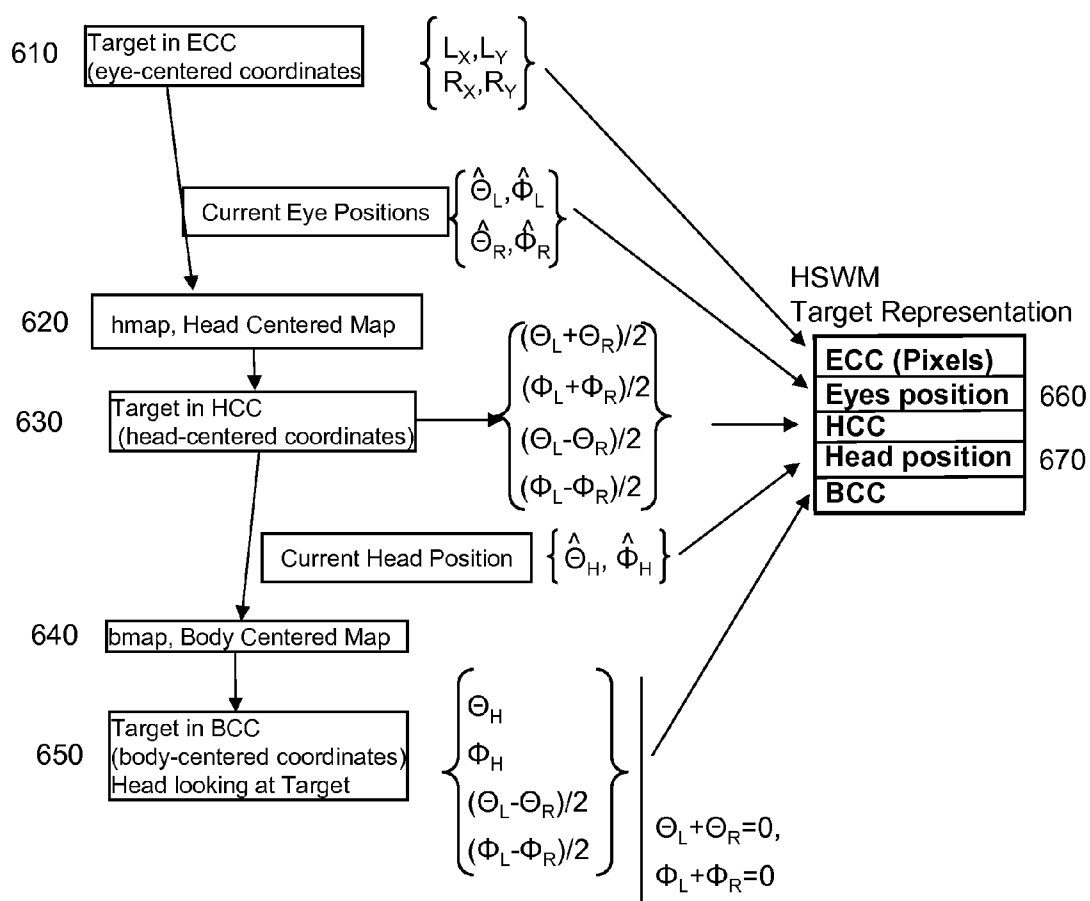 610
Target in ECC
(eye-centered coordinates
{ L_X,L_Y
R_X,R_Y }
Current Eye Positions
{ Θ̂_L,Φ̂_L
Θ̂_R,Φ̂_R }
HSWM
Target Representation
620
hmap, Head Centered Map
630
Target in HCC
(head-centered coordinates)
{ (Θ_L+Θ_R)/2
(Φ_L+Φ_R)/2
(Θ_L-Θ_R)/2
(Φ_L-Φ_R)/2 }
ECC (Pixels)
Eyes position
660
HCC
Head position
670
BCC
Current Head Position
{ Θ̂_H, Φ̂_H }
640
bmap, Body Centered Map
650
Target in BCC
(body-centered coordinates)
Head looking at Target
{ Θ_H
Φ_H
(Θ_L-Θ_R)/2
(Φ_L-Φ_R)/2 }
Θ_L+Θ_R=0,
Φ_L+Φ_R=0